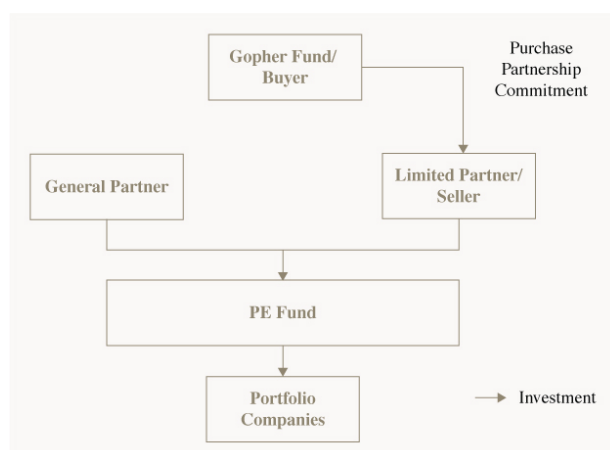 Gopher Fund/
Buyer
Purchase
Partnership
Commitment
General Partner
Limited Partner/
Seller
PE Fund
Portfolio
Companies
Investment